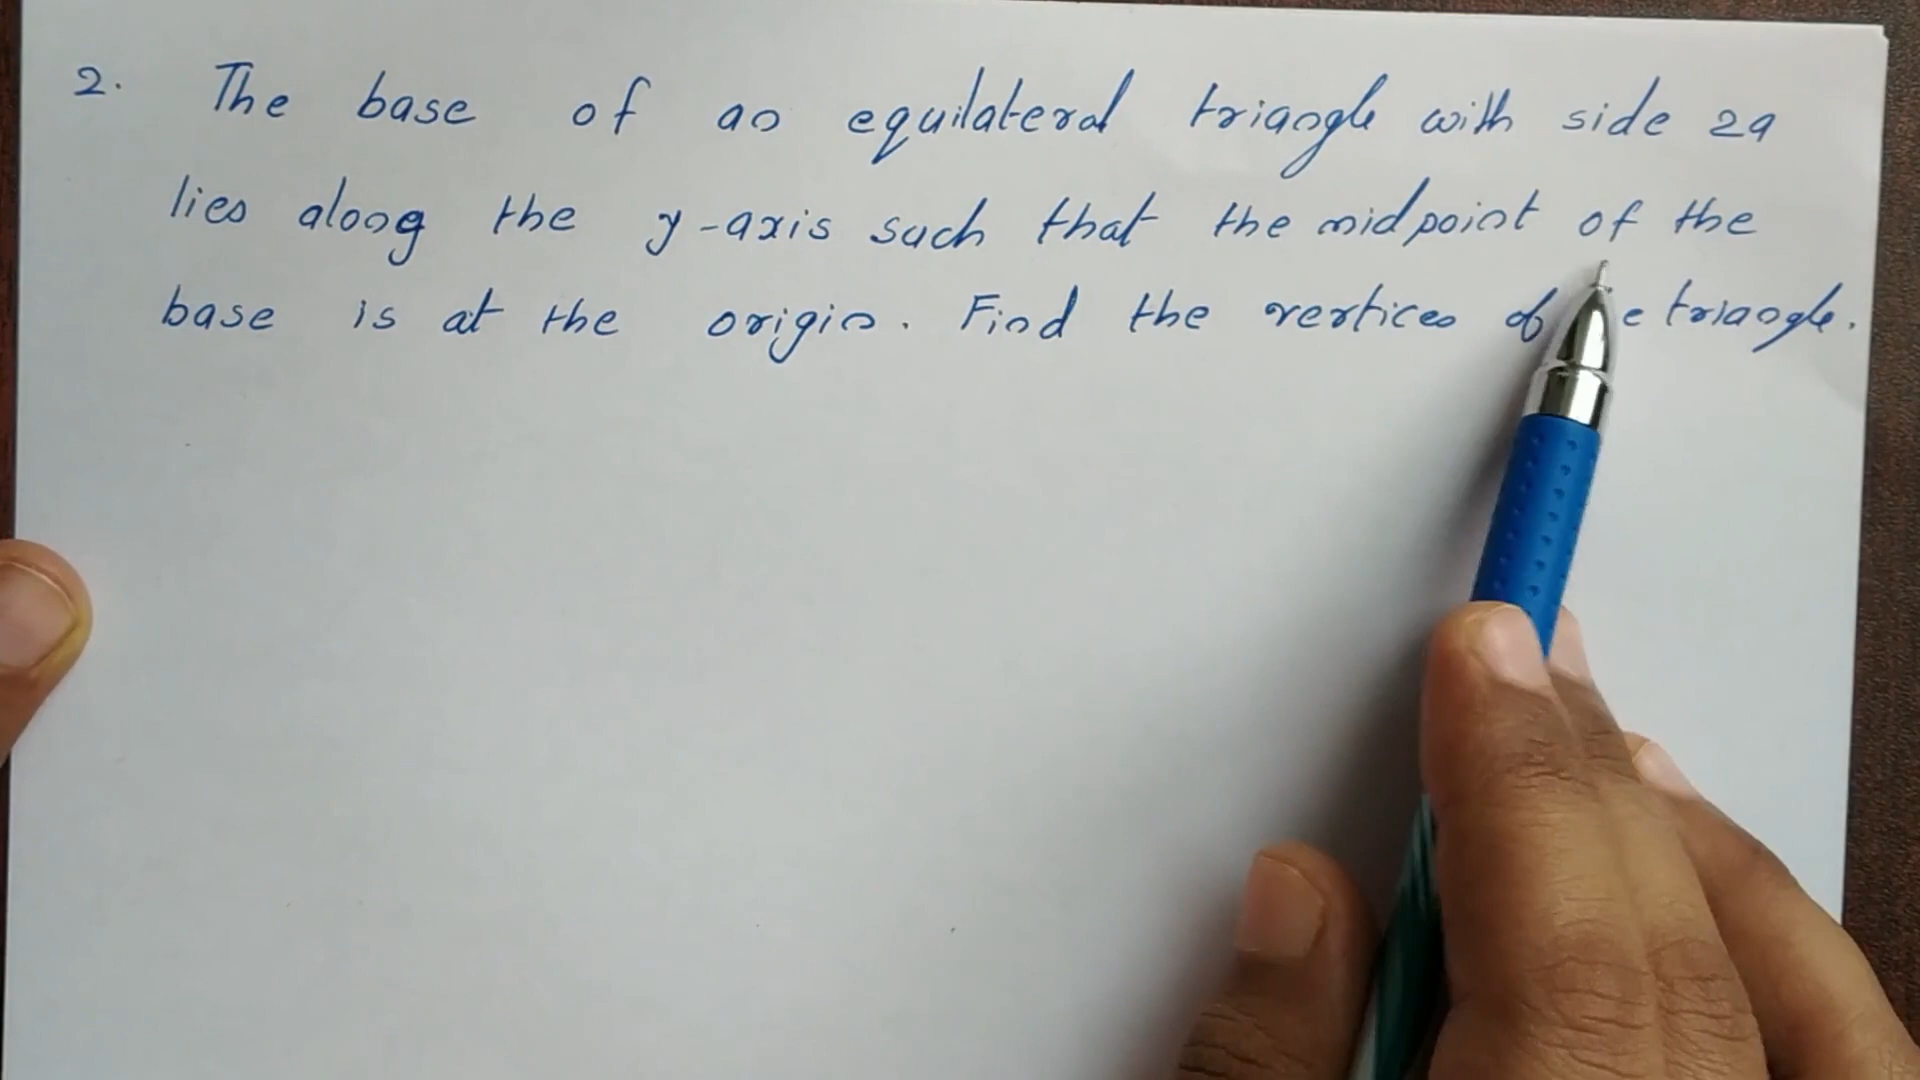 2. The base of an equilateral triangle with side 2a
lies along the y-axis such that the midpoint of the
base is at the origin. Find the vertices of e triangle.